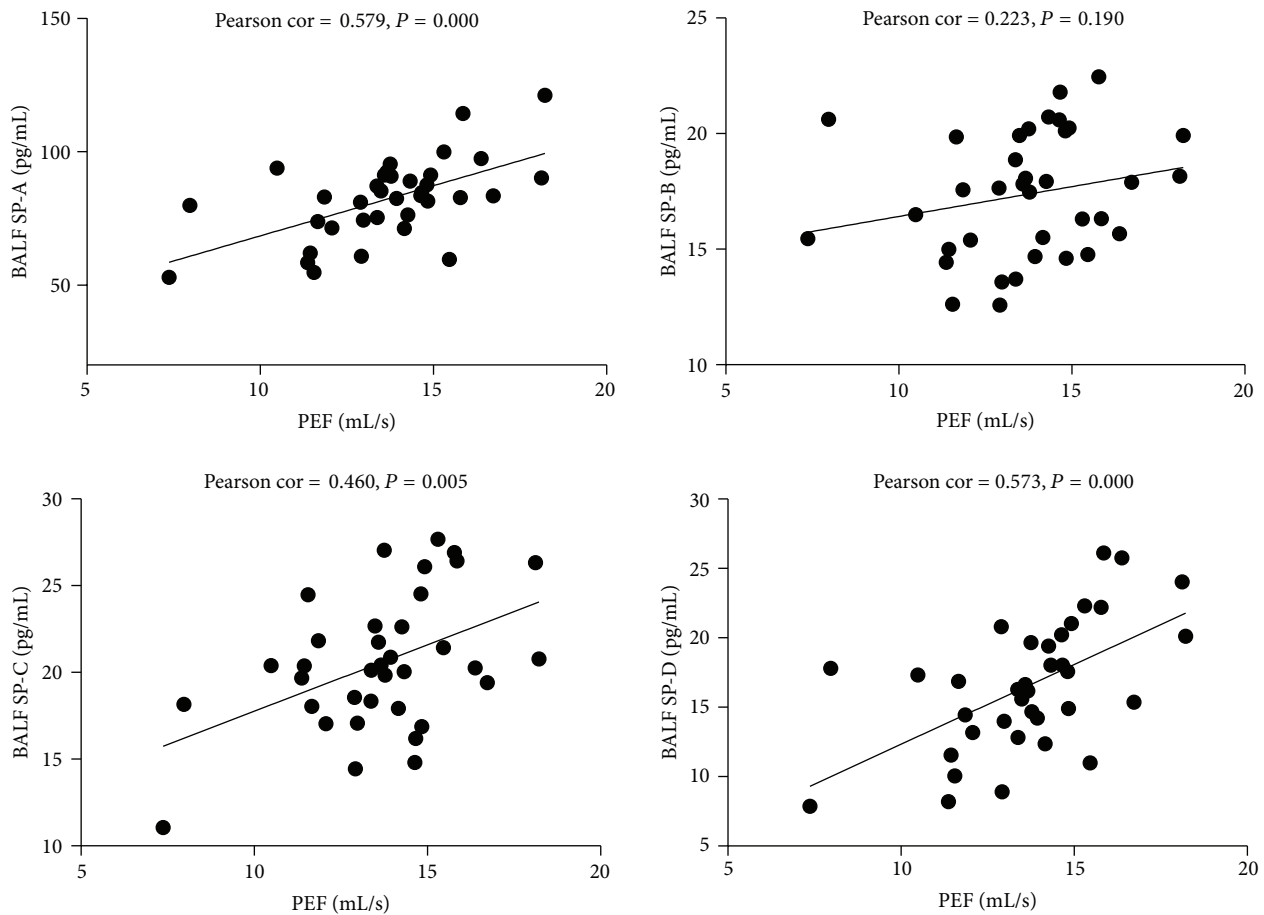 Pearson cor = 0.579, P = 0.000
150
100
50
BALF SP-A (pg/mL)
5
10
15
20
PEF (mL/s)
Pearson cor = 0.223, P = 0.190
25
20
15
10
BALF SP-B (pg/mL)
5
10
15
20
PEF (mL/s)
Pearson cor = 0.460, P = 0.005
30
25
20
15
10
BALF SP-C (pg/mL)
5
10
15
20
PEF (mL/s)
Pearson cor = 0.573, P = 0.000
30
25
20
15
10
5
BALF SP-D (pg/mL)
5
10
15
20
PEF (mL/s)